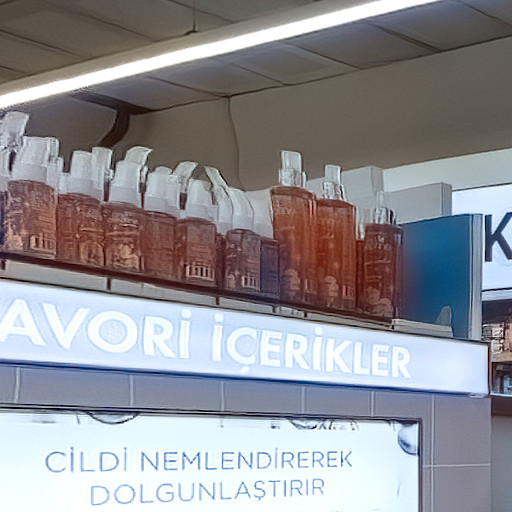 AVORİ İÇERİKLER
K
CİLDİ NEMLENDİREREK
DOLGUNLAŞTIRIR